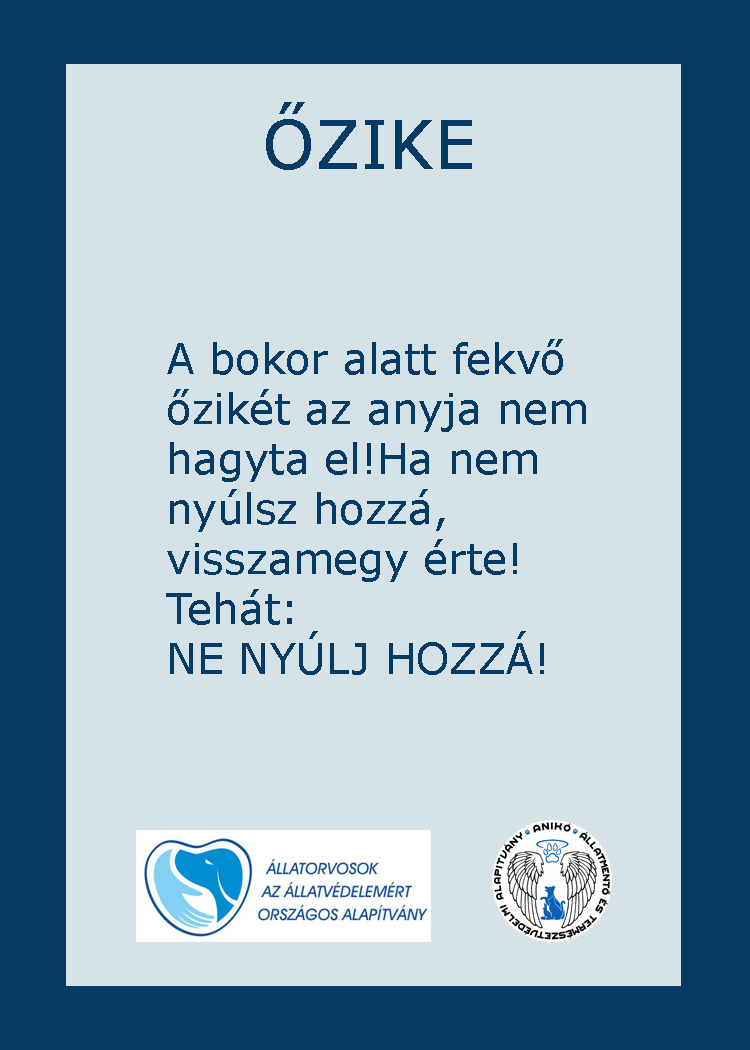 ŐZIKE
A bokor alatt fekvő
őzikét az anyja nem
hagyta el!Ha nem
nyúlsz hozzá,
visszamegy érte!
Tehát:
NE NYÚLJ HOZZÁ!
ÁLLATORVOSOK
AZ ÁLLATVÉDELEMÉRT
ORSZÁGOS ALAPÍTVÁNY
ANIKÓ ÁLLATMENTŐ ÉS TERMÉSZETVÉDELMI ALAPÍTVÁNY